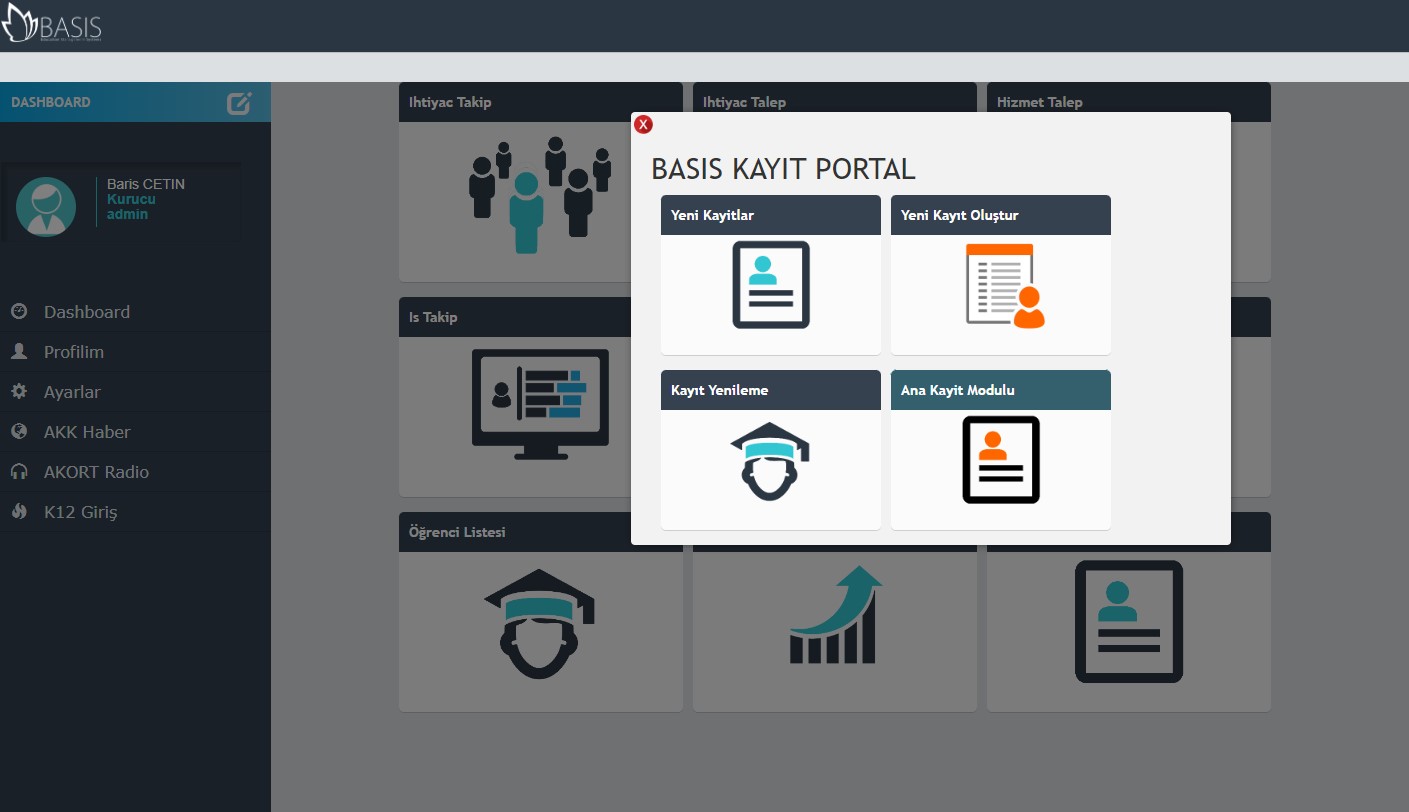 BASIS
DASHBOARD
Baris CETIN
Kurucu
admin
Dashboard
Profilim
Ayarlar
AKK Haber
AKORT Radio
K12 Giriş
Ihtiyac Takip
Ihtiyac Talep
Hizmet Talep
Is Takip
Öğrenci Listesi
X
BASIS KAYIT PORTAL
Yeni Kayitlar
Yeni Kayıt Oluştur
Kayıt Yenileme
Ana Kayit Modulu